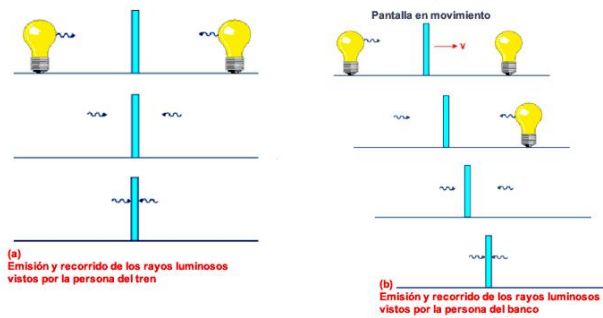 Pantalla en movimiento
v
(a)
Emisión y recorrido de los rayos luminosos
vistos por la persona del tren
(b)
Emisión y recorrido de los rayos luminosos
vistos por la persona del banco